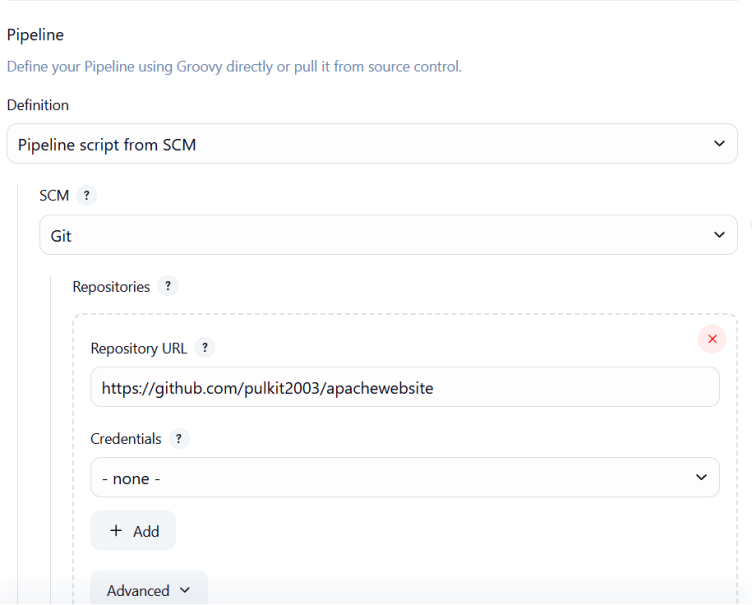 Pipeline
Define your Pipeline using Groovy directly or pull it from source control.
Definition
Pipeline script from SCM
SCM ?
Git
Repositories ?
Repository URL ?
https://github.com/pulkit2003/apachewebsite
Credentials ?
- none -
+ Add
Advanced